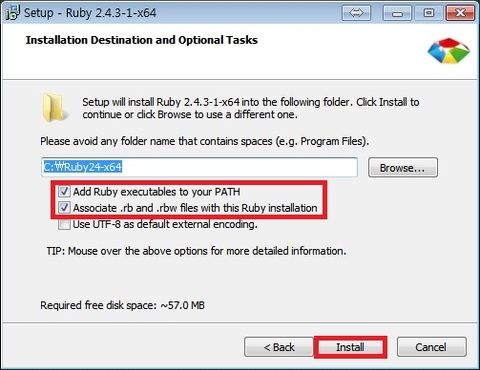 Setup - Ruby 2.4.3-1-x64
Installation Destination and Optional Tasks
Setup will install Ruby 2.4.3-1-x64 into the following folder. Click Install to
continue or click Browse to use a different one.
Please avoid any folder name that contains spaces (e.g. Program Files).
C:₩Ruby24-x64
Browse...
Add Ruby executables to your PATH
Associate .rb and .rbw files with this Ruby installation
Use UTF-8 as default external encoding.
TIP: Mouse over the above options for more detailed information.
Required free disk space: ~57.0 MB
< Back
Install
Cancel